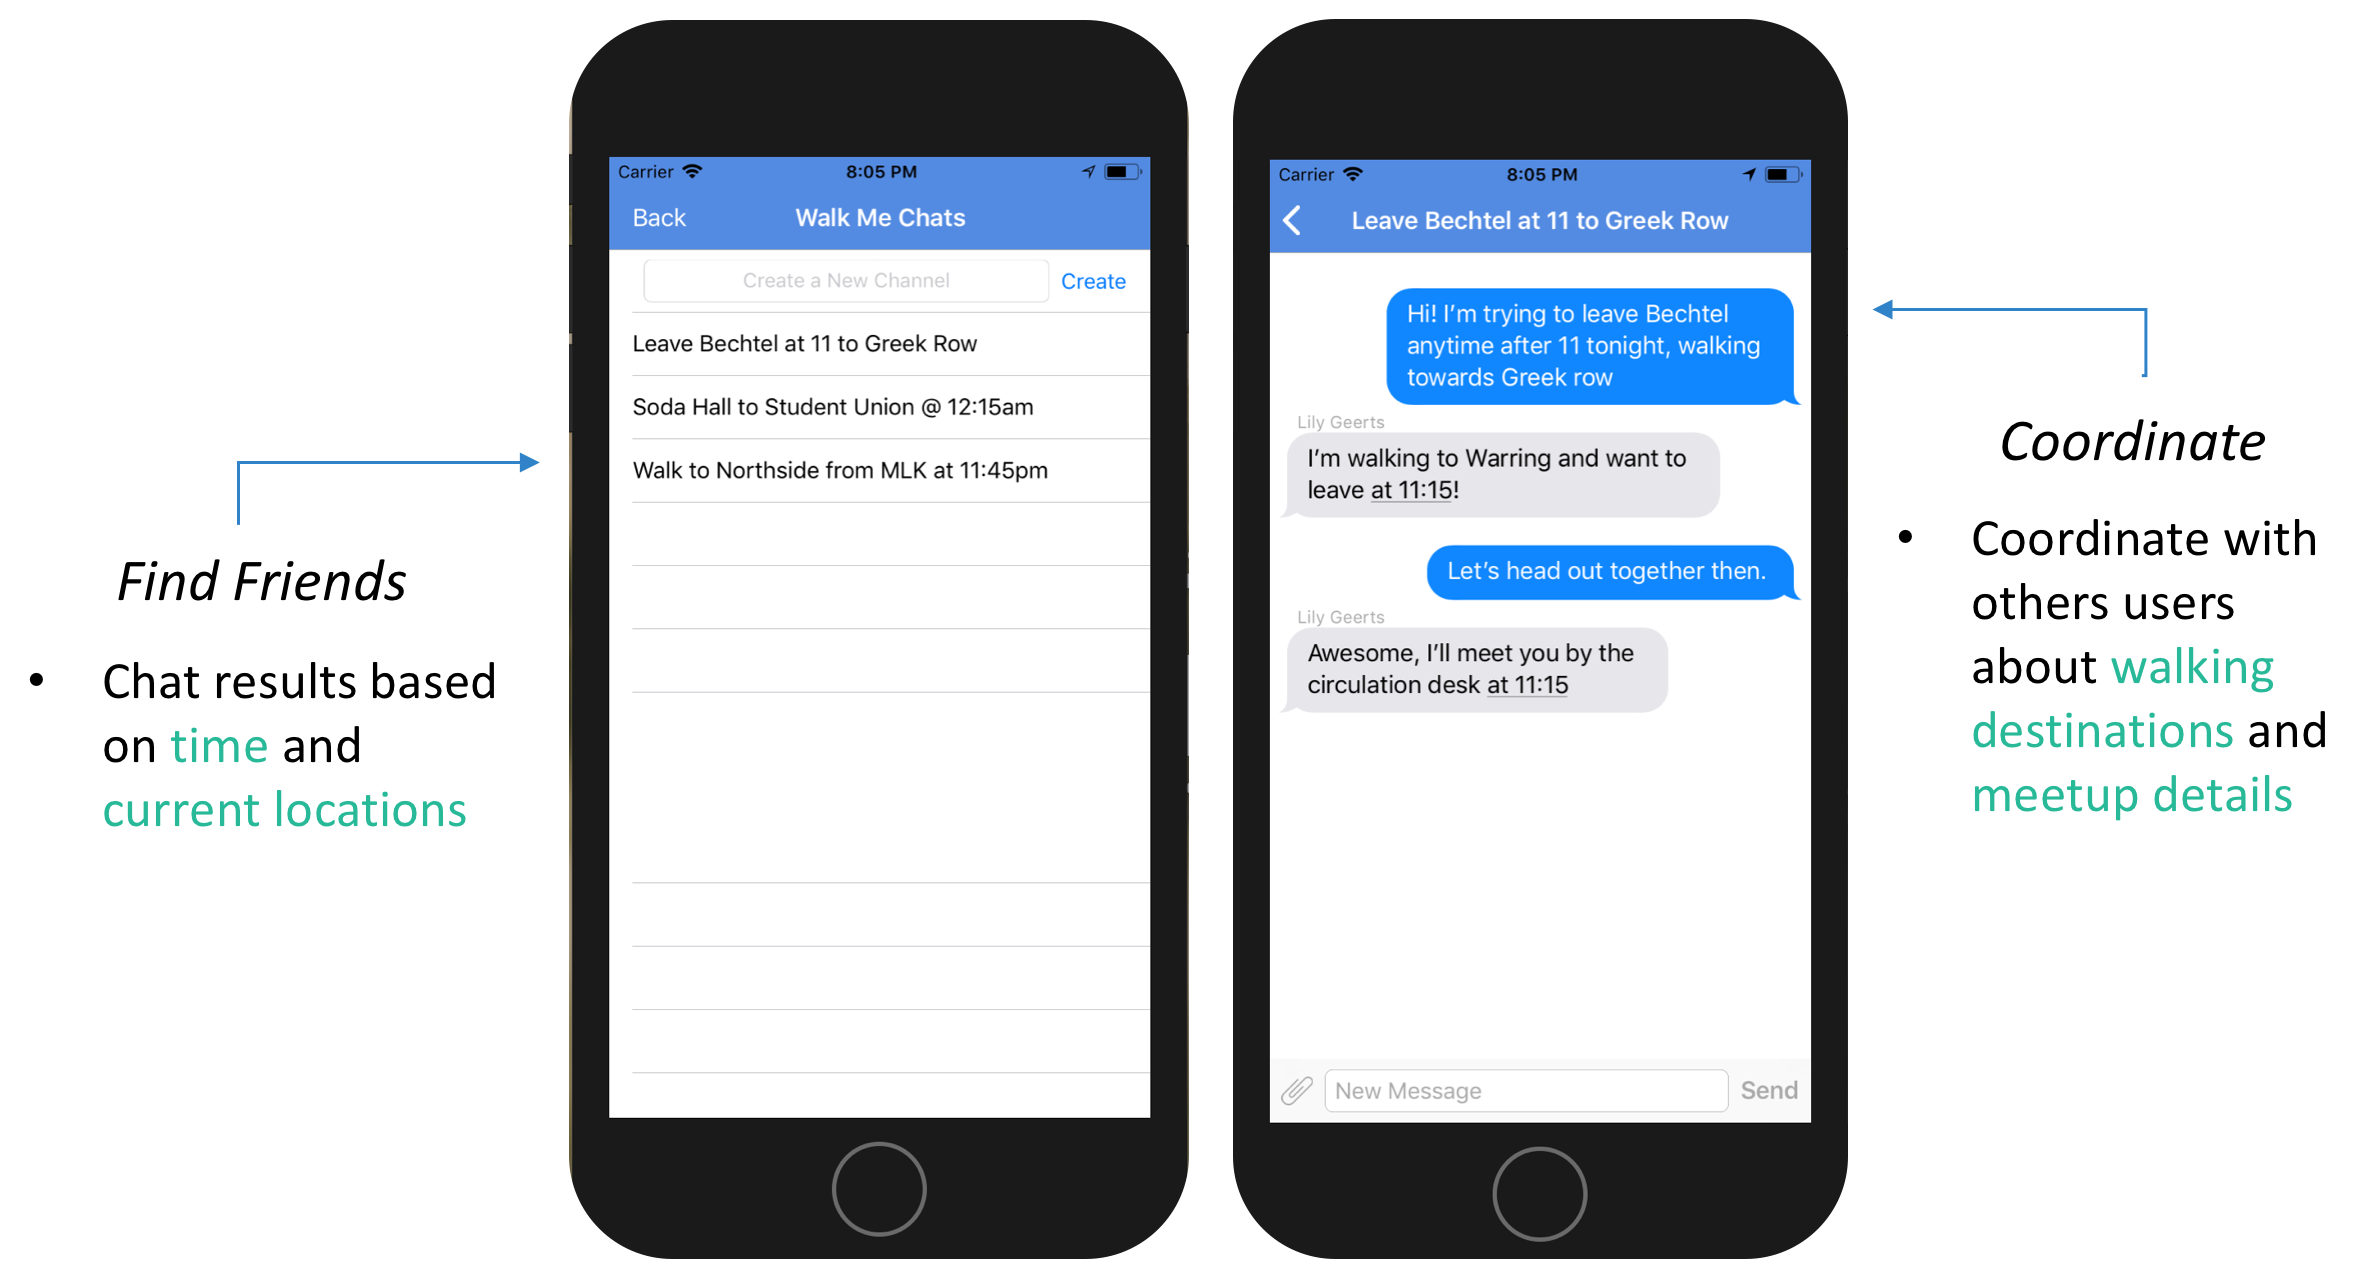 Find Friends
• Chat results based
on time and
current locations
Carrier 8:05 PM
Back Walk Me Chats
Create a New Channel Create
Leave Bechtel at 11 to Greek Row
Soda Hall to Student Union @ 12:15am
Walk to Northside from MLK at 11:45pm
Carrier 8:05 PM
Leave Bechtel at 11 to Greek Row
Hi! I'm trying to leave Bechtel
anytime after 11 tonight, walking
towards Greek row
Lily Geerts
I'm walking to Warring and want to
leave at 11:15!
Let's head out together then.
Lily Geerts
Awesome, I'll meet you by the
circulation desk at 11:15
New Message Send
Coordinate
• Coordinate with
others users
about walking
destinations and
meetup details